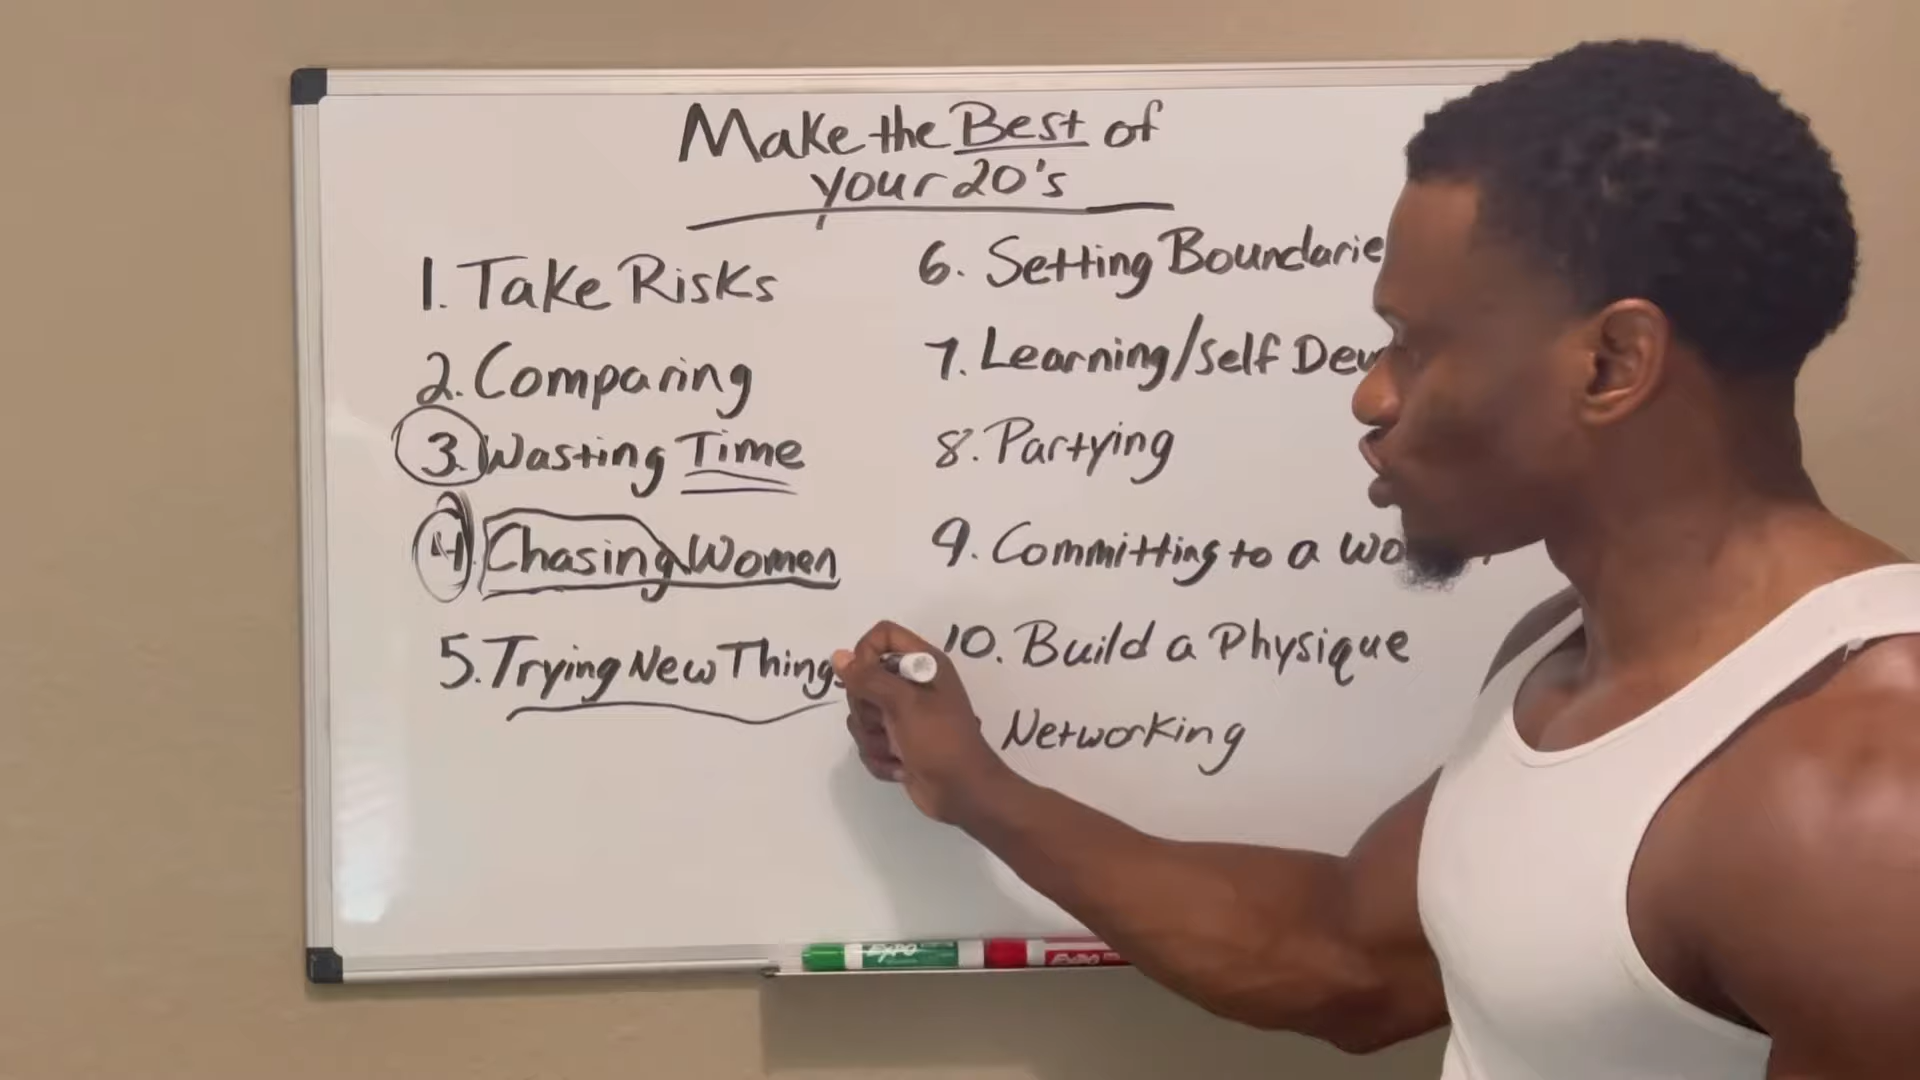 Make the Best of
your 20's
1. Take Risks
2. Comparing
3. Wasting Time
4. Chasing Women
5. Trying New Things
6. Setting Boundarie
7. Learning/Self Dev
8. Partying
9. Committing to a Wo
10. Build a Physique
Networking
EXPO
EXPO